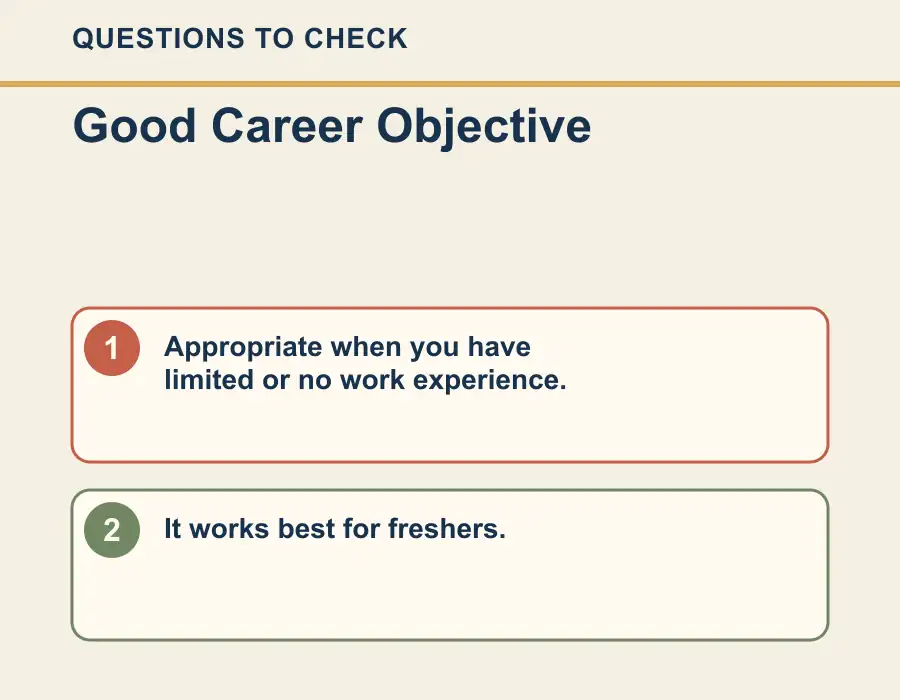 QUESTIONS TO CHECK
Good Career Objective
1
Appropriate when you have
limited or no work experience.
2
It works best for freshers.